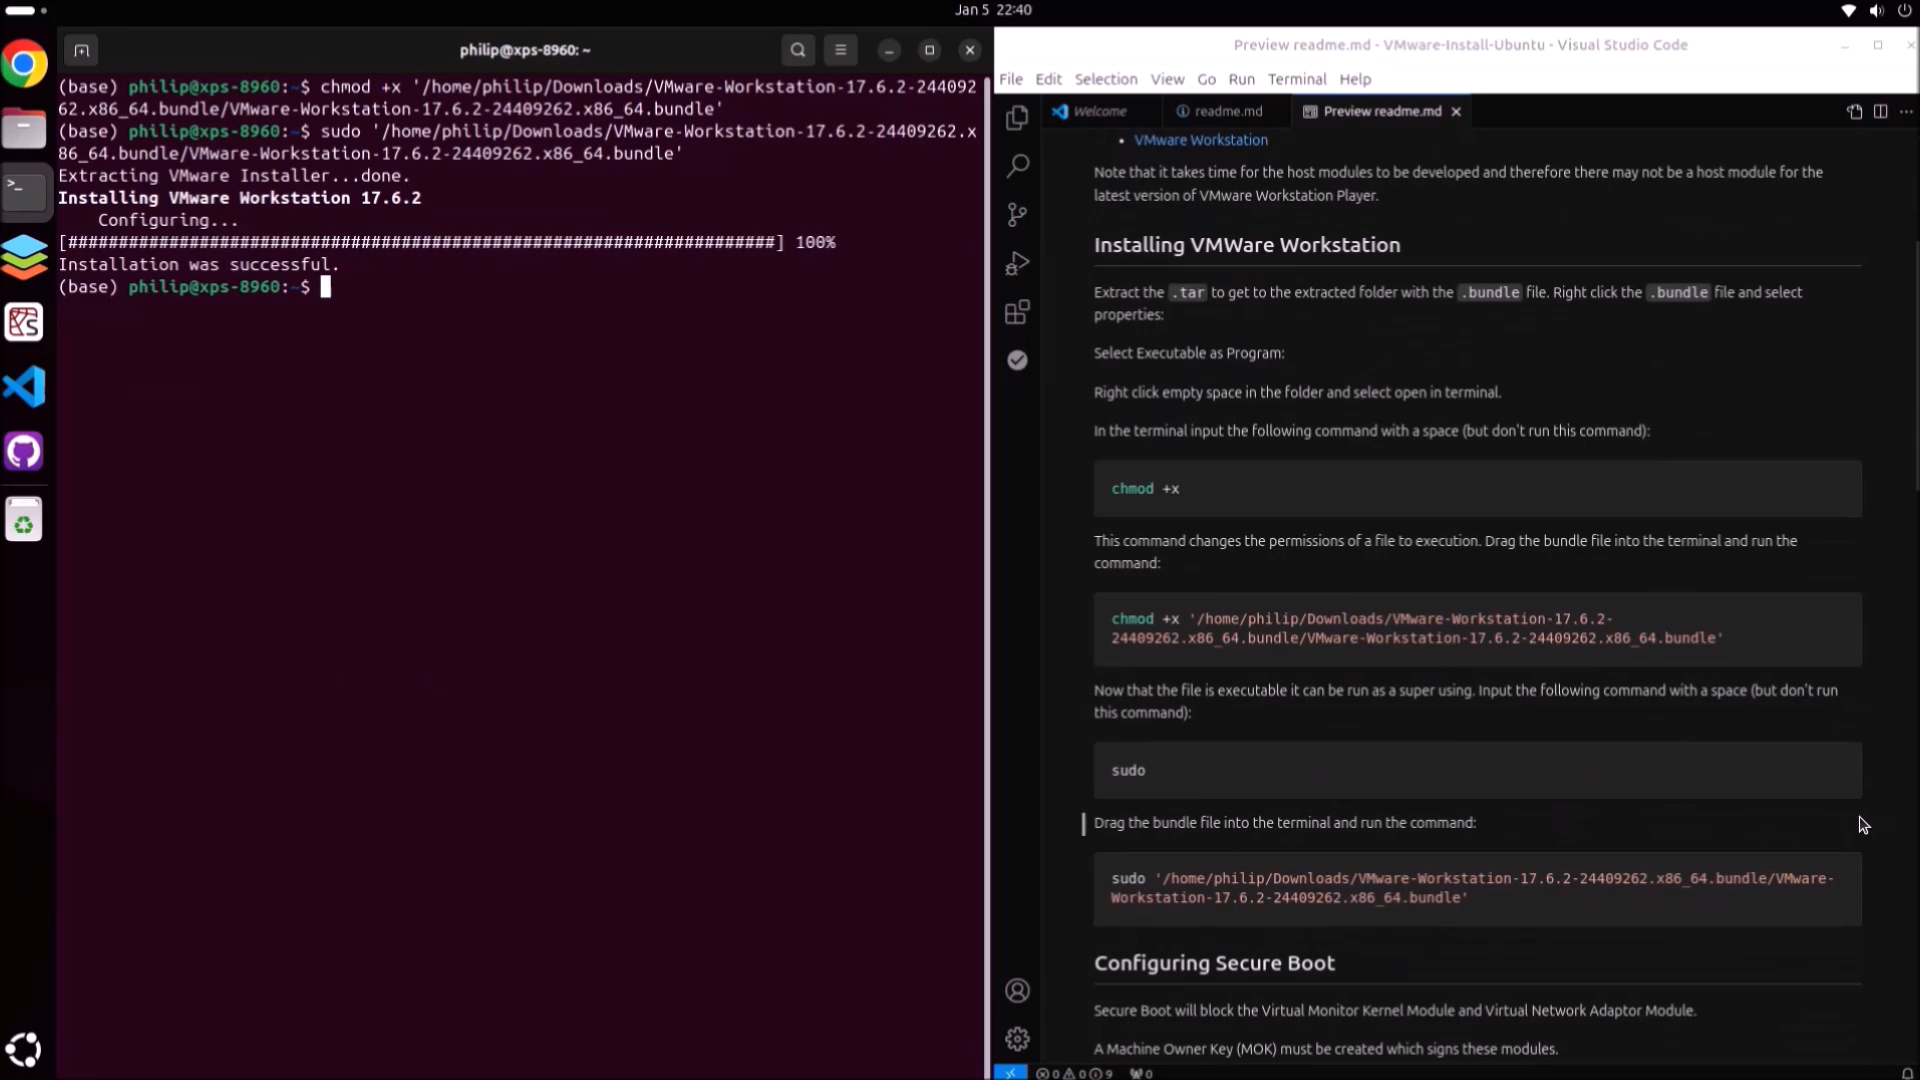 Jan 5 22:40
philip@xps-8960: ~
(base) philip@xps-8960:~$ chmod +x '/home/philip/Downloads/VMware-Workstation-17.6.2-244092
62.x86_64.bundle/VMware-Workstation-17.6.2-24409262.x86_64.bundle'
(base) philip@xps-8960:~$ sudo '/home/philip/Downloads/VMware-Workstation-17.6.2-24409262.x
86_64.bundle/VMware-Workstation-17.6.2-24409262.x86_64.bundle'
Extracting VMware Installer...done.
Installing VMware Workstation 17.6.2
Configuring...
[######################################################################] 100%
Installation was successful.
(base) philip@xps-8960:~$
Preview readme.md - VMware-Install-Ubuntu - Visual Studio Code
File Edit Selection View Go Run Terminal Help
Welcome readme.md Preview readme.md
• VMware Workstation
Note that it takes time for the host modules to be developed and therefore there may not be a host module for the
latest version of VMware Workstation Player.
Installing VMWare Workstation
Extract the .tar to get to the extracted folder with the .bundle file. Right click the .bundle file and select
properties:
Select Executable as Program:
Right click empty space in the folder and select open in terminal.
In the terminal input the following command with a space (but don't run this command):
chmod +x
This command changes the permissions of a file to execution. Drag the bundle file into the terminal and run the
command:
chmod +x '/home/philip/Downloads/VMware-Workstation-17.6.2-
24409262.x86_64.bundle/VMware-Workstation-17.6.2-24409262.x86_64.bundle'
Now that the file is executable it can be run as a super using. Input the following command with a space (but don't run
this command):
sudo
Drag the bundle file into the terminal and run the command:
sudo '/home/philip/Downloads/VMware-Workstation-17.6.2-24409262.x86_64.bundle/VMware-
Workstation-17.6.2-24409262.x86_64.bundle'
Configuring Secure Boot
Secure Boot will block the Virtual Monitor Kernel Module and Virtual Network Adaptor Module.
A Machine Owner Key (MOK) must be created which signs these modules.
0 0 9 0